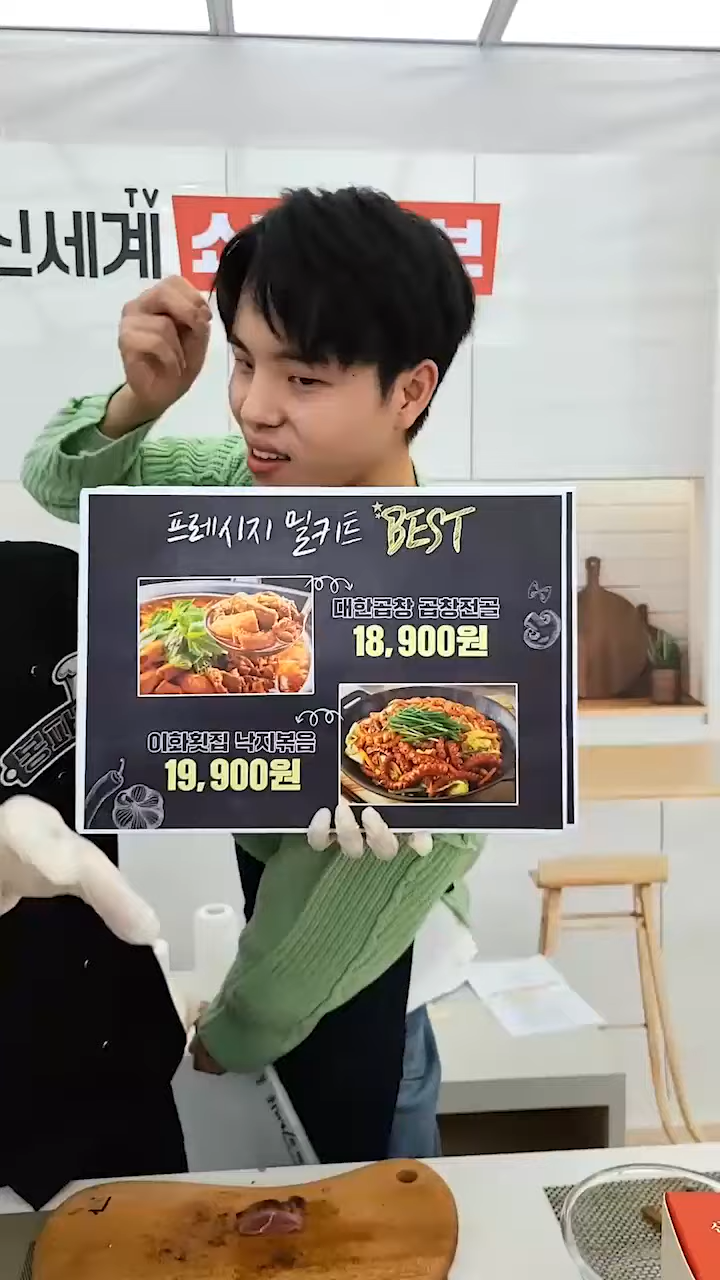 TV
신세계 쇼
프레시지 밀키트 BEST
대한곱창 곱창전골
18,900원
이화횟집 낙지볶음
19,900원